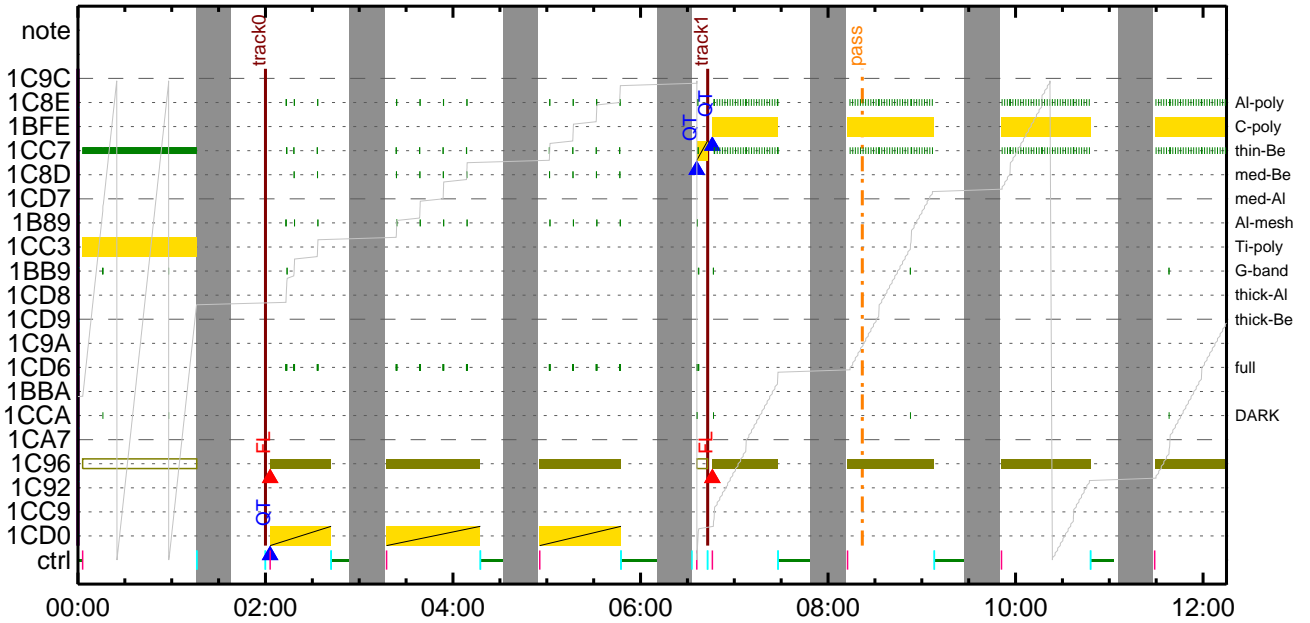 note
track0
track1
pass
1C9C
1C8E
Al-poly
1BFE
QT
QT
C-poly
1CC7
thin-Be
1C8D
med-Be
1CD7
med-Al
1B89
Al-mesh
1CC3
Ti-poly
1BB9
G-band
1CD8
thick-Al
1CD9
thick-Be
1C9A
1CD6
full
1BBA
1CCA
DARK
1CA7
FL
FL
1C96
1C92
1CC9
QT
1CD0
ctrl
00:00
02:00
04:00
06:00
08:00
10:00
12:00